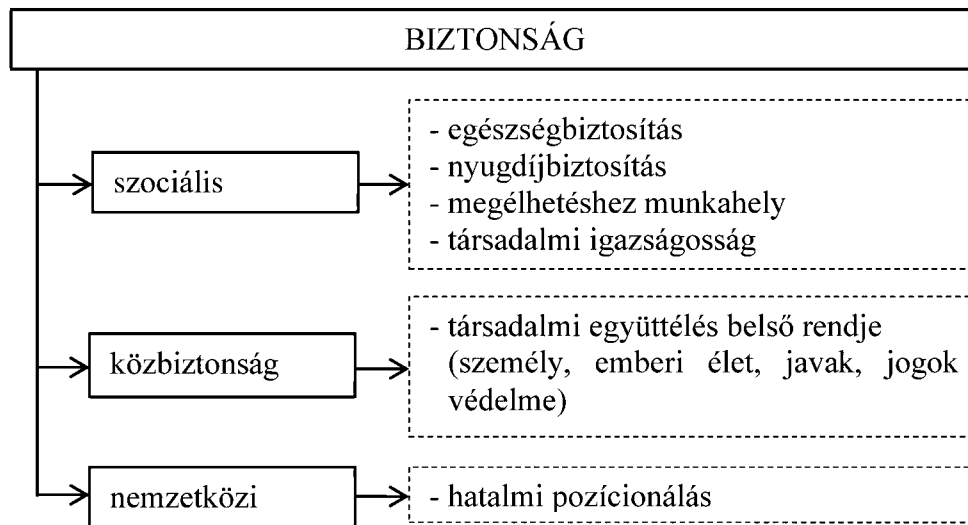 BIZTONSÁG
szociális
- egészségbiztosítás
- nyugdíjbiztosítás
- megélhetéshez munkahely
- társadalmi igazságosság
közbiztonság
- társadalmi együttélés belső rendje
(személy, emberi élet, javak, jogok
védelme)
nemzetközi
- hatalmi pozícionálás